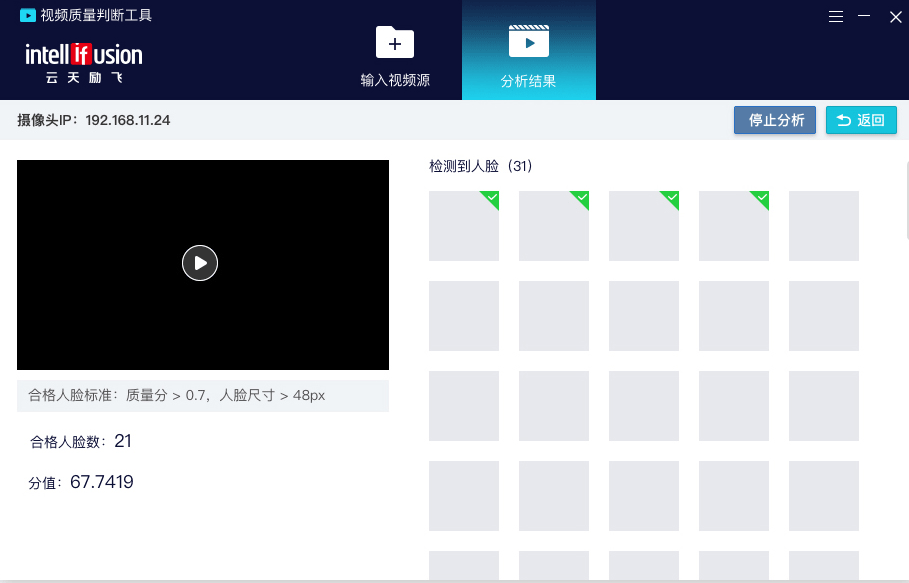 视频质量判断工具
intellifusion
云天励飞
输入视频源
分析结果
摄像头IP：192.168.11.24
停止分析
返回
检测到人脸（31）
合格人脸标准：质量分 > 0.7，人脸尺寸 > 48px
合格人脸数：21
分值：67.7419